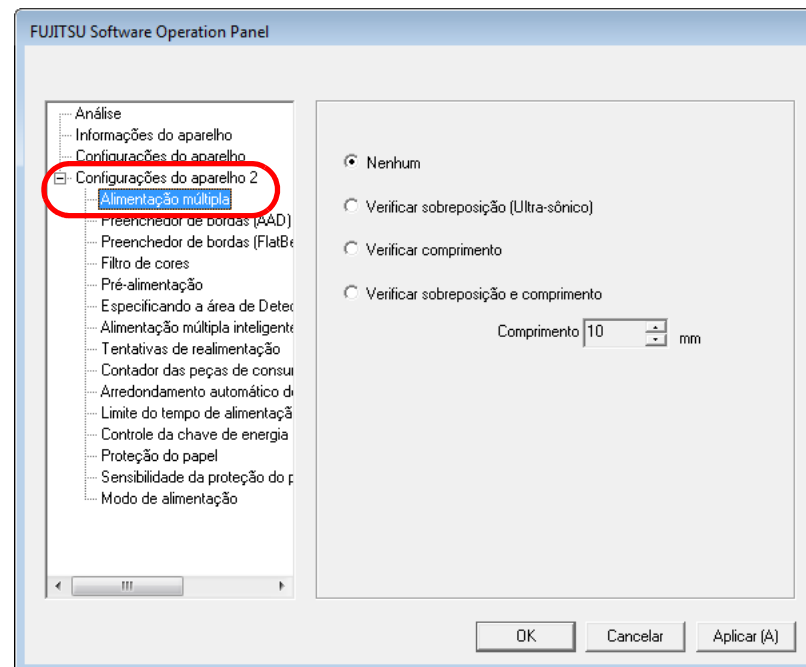 FUJITSU Software Operation Panel
Análise
Informações do aparelho
Configurações do aparelho
Configurações do aparelho 2
Alimentação múltipla
Preenchedor de bordas (AAD)
Preenchedor de bordas (FlatBe
Filtro de cores
Pré-alimentação
Especificando a área de Detec
Alimentação múltipla inteligente
Tentativas de realimentação
Contador das peças de consu
Arredondamento automático d
Limite do tempo de alimentaçã
Controle da chave de energia
Proteção do papel
Sensibilidade da proteção do p
Modo de alimentação
Nenhum
Verificar sobreposição (Ultra-sônico)
Verificar comprimento
Verificar sobreposição e comprimento
Comprimento 10 mm
OK Cancelar Aplicar (A)